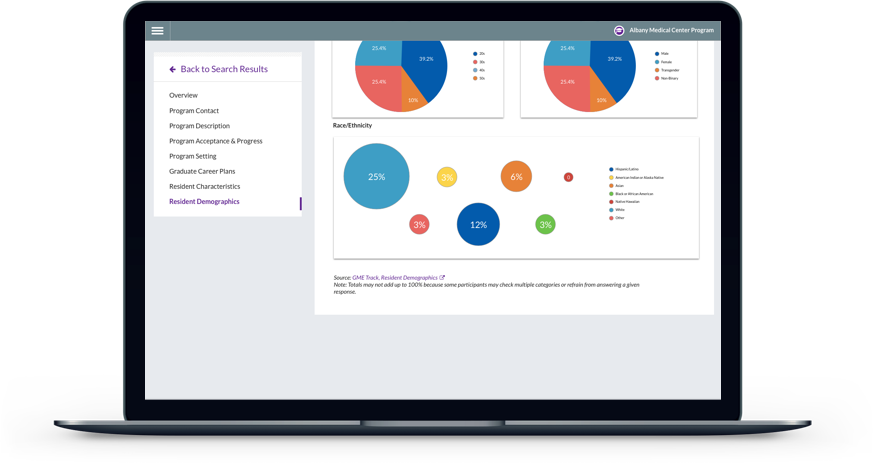 Albany Medical Center Program
Back to Search Results
Overview
Program Contact
Program Description
Program Acceptance & Progress
Program Setting
Graduate Career Plans
Resident Characteristics
Resident Demographics
25.4%
39.2%
25.4%
10%
20s
30s
40s
50s
25.4%
39.2%
25.4%
10%
Male
Female
Transgender
Non-Binary
Race/Ethnicity
25%
3%
6%
0
3%
12%
3%
Hispanic/Latino
American Indian or Alaska Native
Asian
Black or African American
Native Hawaiian
White
Other
Source: GME Track, Resident Demographics
Note: Totals may not add up to 100% because some participants may check multiple categories or refrain from answering a given
response.